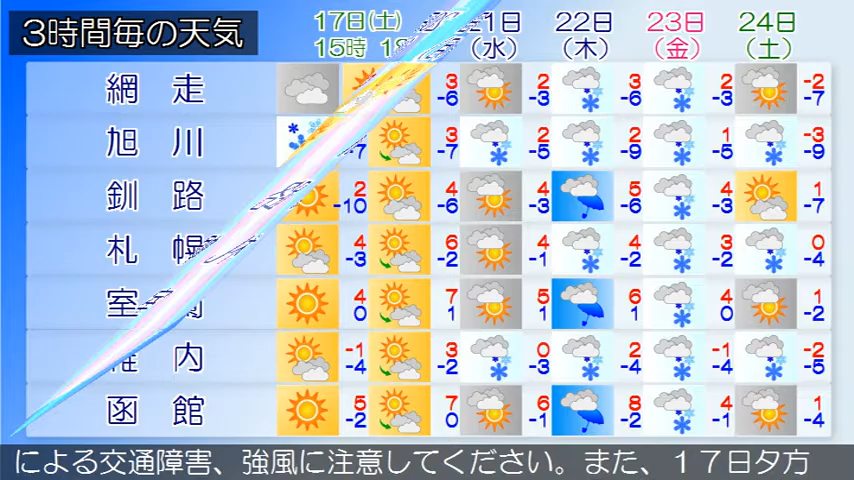 3時間毎の天気
17日(土) 21日 22日 23日 24日
15時 (水) (木) (金) (土)
網走 3 -6 2 -3 3 -6 2 -3 -2 -7
旭川 -7 3 -7 2 -5 2 -9 1 -5 -3 -9
釧路 2 -10 4 -6 4 -3 5 -6 4 -3 1 -7
札幌 4 -3 6 -2 4 -1 4 -2 3 -2 0 -4
室蘭 4 0 7 1 5 1 6 1 4 0 1 -2
稚内 -1 -4 3 -2 0 -3 2 -4 -1 -4 -2 -5
函館 5 -2 7 0 6 -1 8 -2 4 -1 1 -4
による交通障害、強風に注意してください。また、17日夕方